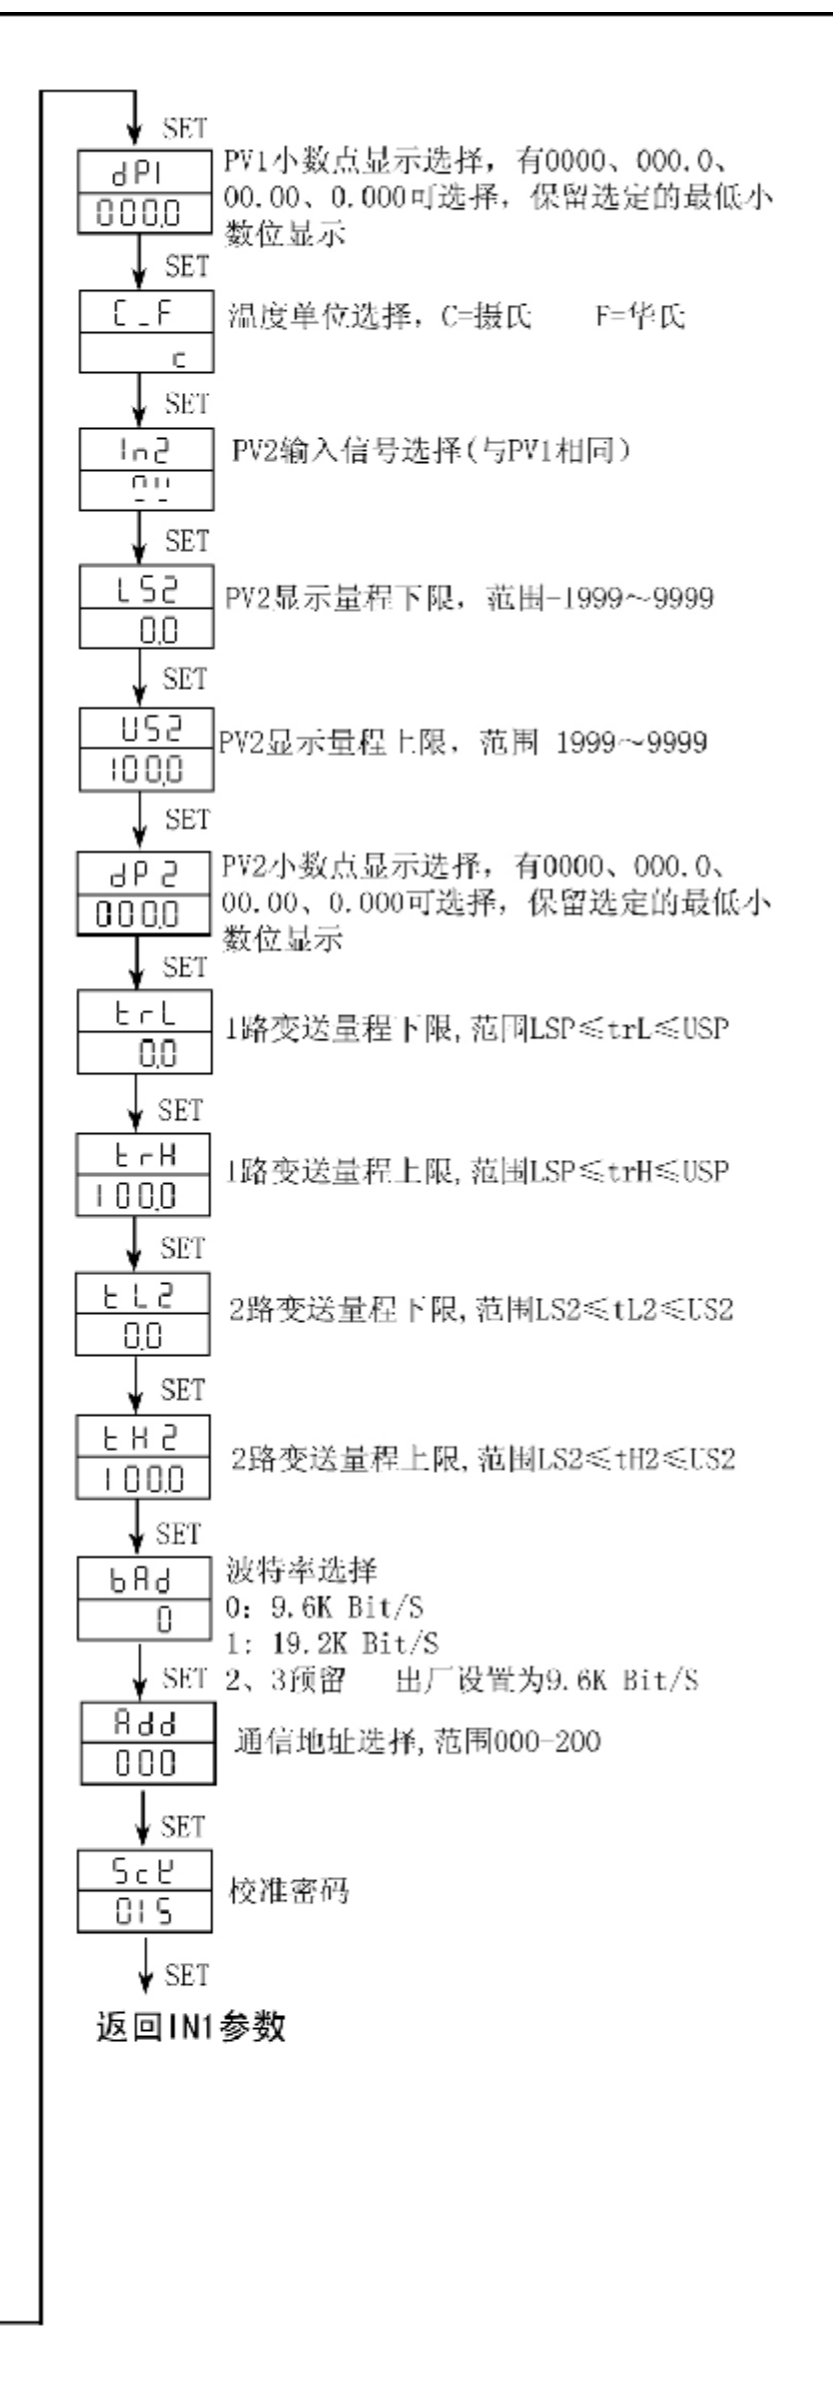 SET
dP1
000.0
PV1小数点显示选择，有0000、000.0、
00.00、0.000可选择，保留选定的最低小
数位显示
SET
C_F
c
温度单位选择，C=摄氏 F=华氏
SET
In2
PV2输入信号选择(与PV1相同)
SET
LS2
0.0
PV2显示量程下限，范围-1999～9999
SET
US2
100.0
PV2显示量程上限，范围 1999～9999
SET
dP2
000.0
PV2小数点显示选择，有0000、000.0、
00.00、0.000可选择，保留选定的最低小
数位显示
SET
trL
0.0
1路变送量程下限,范围LSP≤trL≤USP
SET
trH
100.0
1路变送量程上限,范围LSP≤trH≤USP
SET
tL2
0.0
2路变送量程下限,范围LS2≤tL2≤US2
SET
tH2
100.0
2路变送量程上限,范围LS2≤tH2≤US2
SET
bAd
0
波特率选择
0：9.6K Bit/S
1：19.2K Bit/S
SET 2、3预留 出厂设置为9.6K Bit/S
Add
000
通信地址选择,范围000-200
SET
015
校准密码
SET
返回IN1参数